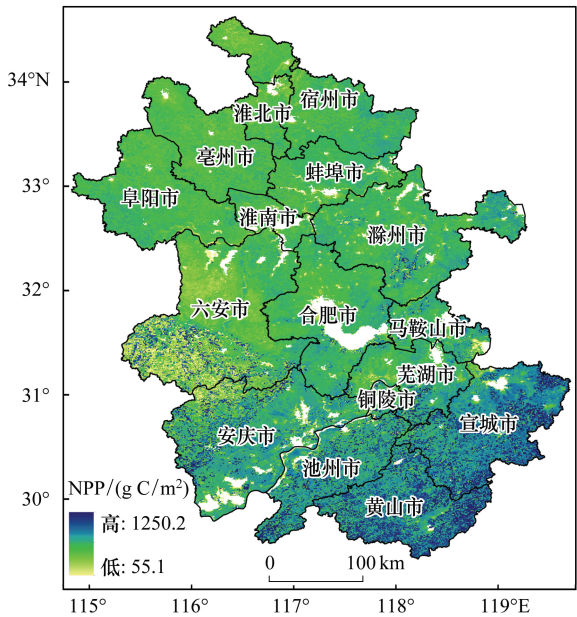 34°N
33°
32°
31°
30°
宿州市
淮北市
亳州市
蚌埠市
阜阳市
淮南市
滁州市
六安市
合肥市
马鞍山市
芜湖市
铜陵市
宣城市
安庆市
池州市
黄山市
NPP/(g C/m²)
高: 1250.2
低: 55.1
0 100 km
115° 116° 117° 118° 119°E